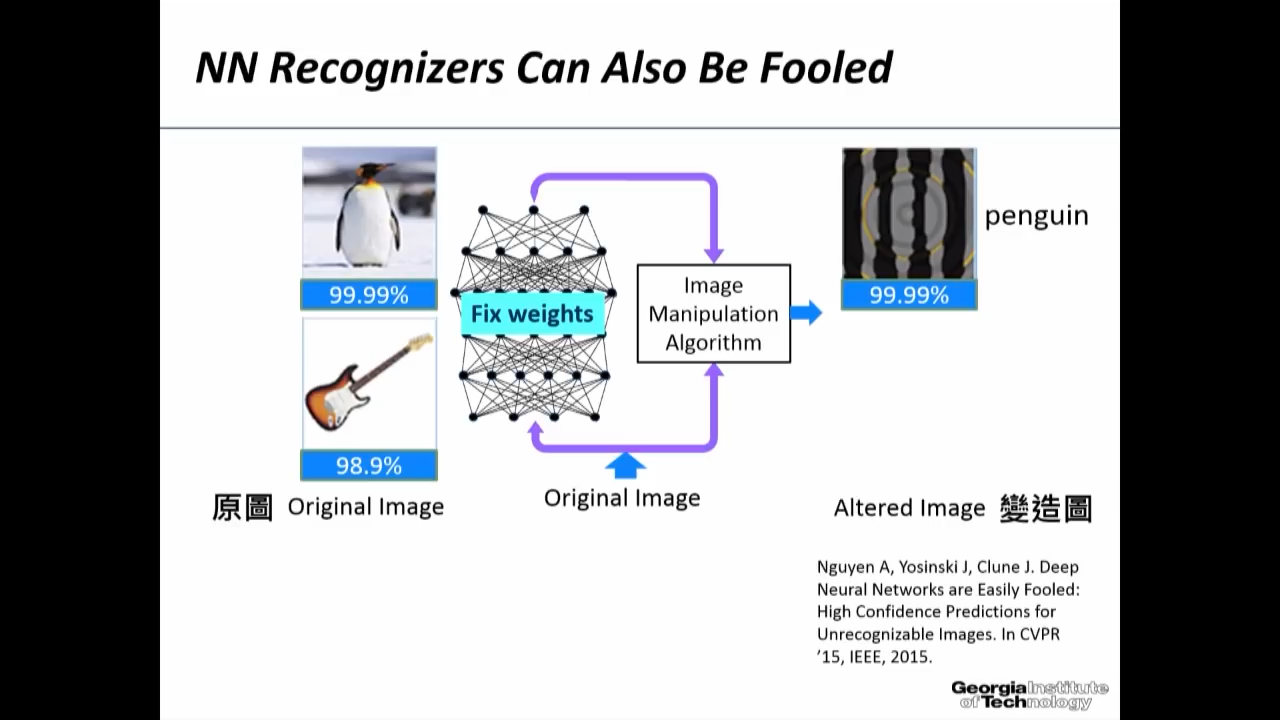 NN Recognizers Can Also Be Fooled
99.99%
98.9%
原圖 Original Image
Fix weights
Image
Manipulation
Algorithm
Original Image
penguin
99.99%
Altered Image 變造圖
Nguyen A, Yosinski J, Clune J. Deep
Neural Networks are Easily Fooled:
High Confidence Predictions for
Unrecognizable Images. In CVPR
’15, IEEE, 2015.
Georgia Institute
of Technology